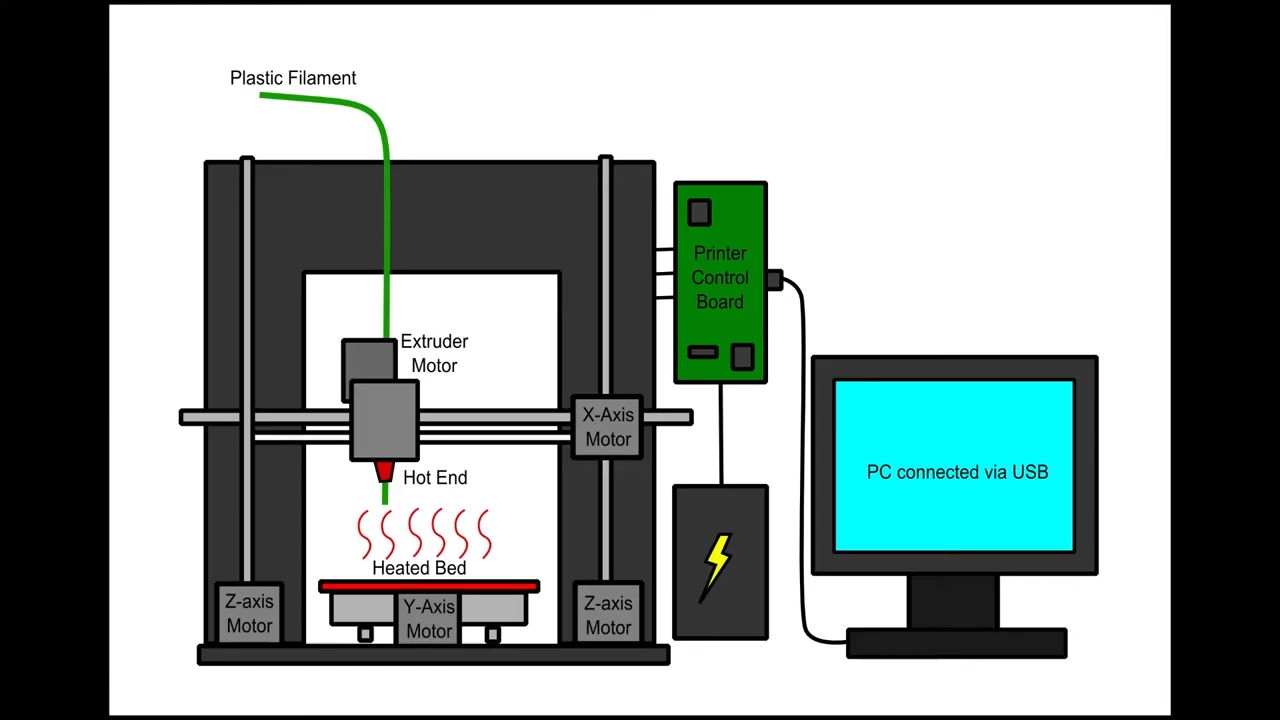 Plastic Filament
Printer
Control
Board
Extruder
Motor
X-Axis
Motor
Hot End
PC connected via USB
Heated Bed
Z-axis
Motor
Y-Axis
Motor
Z-axis
Motor